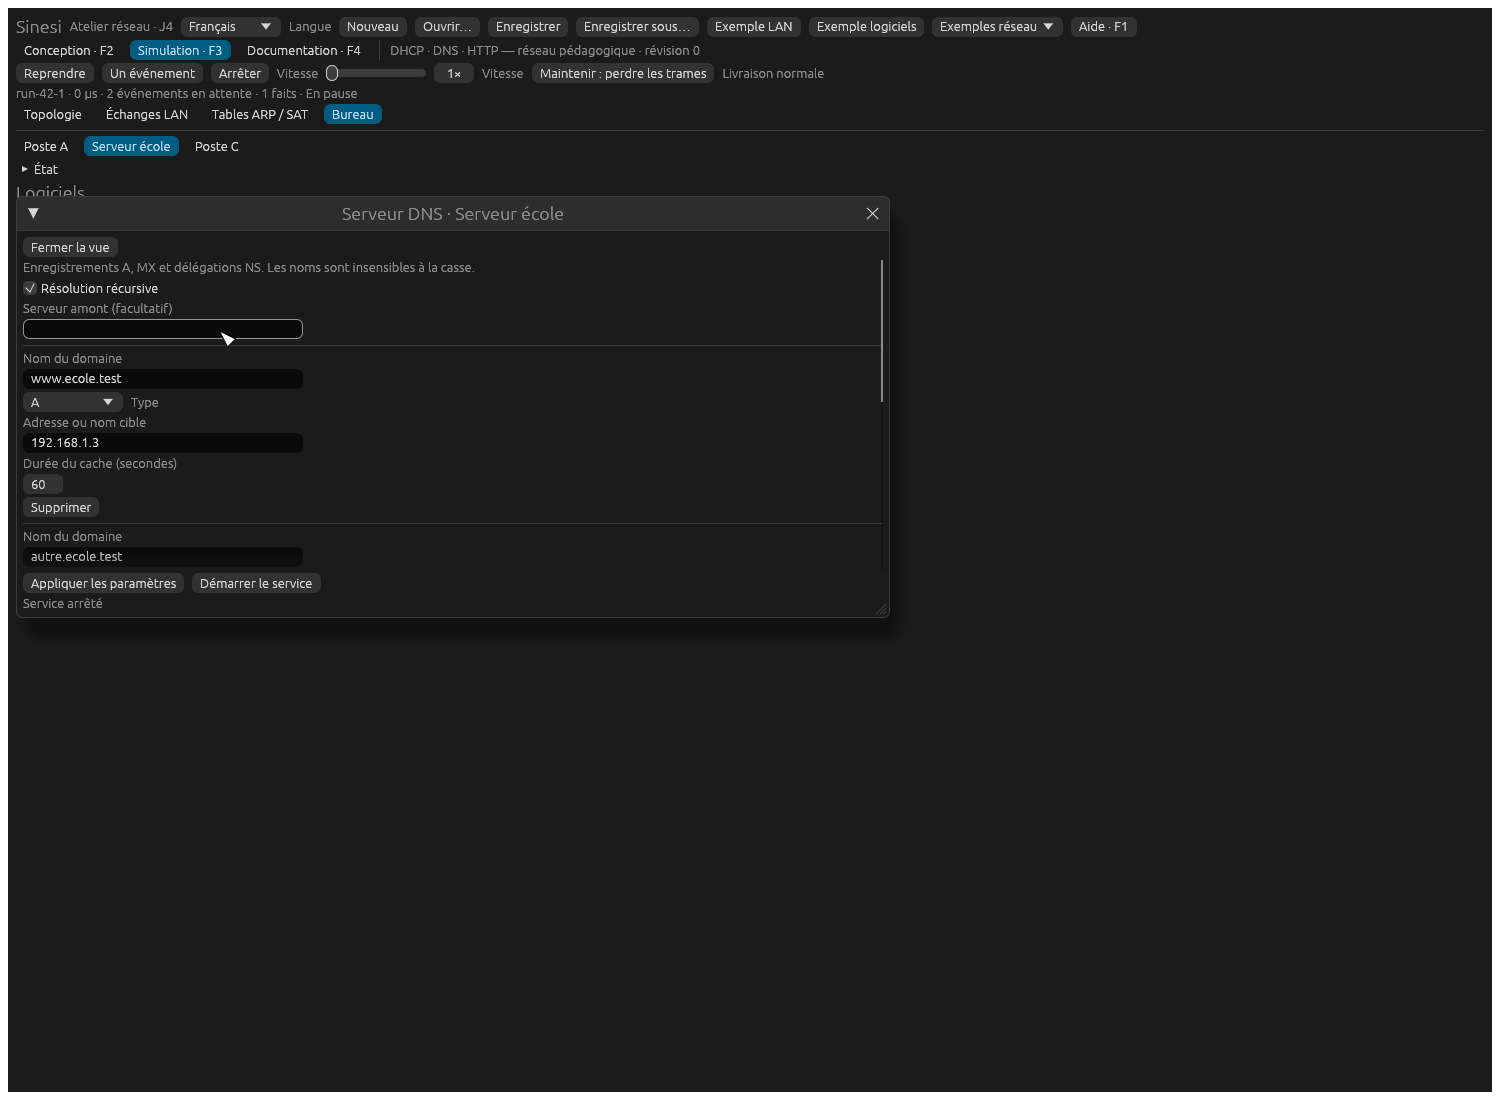 Sinesi Atelier réseau · J4 Français Langue Nouveau Ouvrir… Enregistrer Enregistrer sous… Exemple LAN Exemple logiciels Exemples réseau Aide · F1
Conception · F2 Simulation · F3 Documentation · F4 DHCP · DNS · HTTP — réseau pédagogique · révision 0
Reprendre Un événement Arrêter Vitesse 1× Vitesse Maintenir : perdre les trames Livraison normale
run-42-1 · 0 µs · 2 événements en attente · 1 faits · En pause
Topologie Échanges LAN Tables ARP / SAT Bureau
Poste A Serveur école Poste C
État
Logiciels
Serveur DNS · Serveur école
Fermer la vue
Enregistrements A, MX et délégations NS. Les noms sont insensibles à la casse.
Résolution récursive
Serveur amont (facultatif)
Nom du domaine
www.ecole.test
A Type
Adresse ou nom cible
192.168.1.3
Durée du cache (secondes)
60
Supprimer
Nom du domaine
autre.ecole.test
Appliquer les paramètres Démarrer le service
Service arrêté